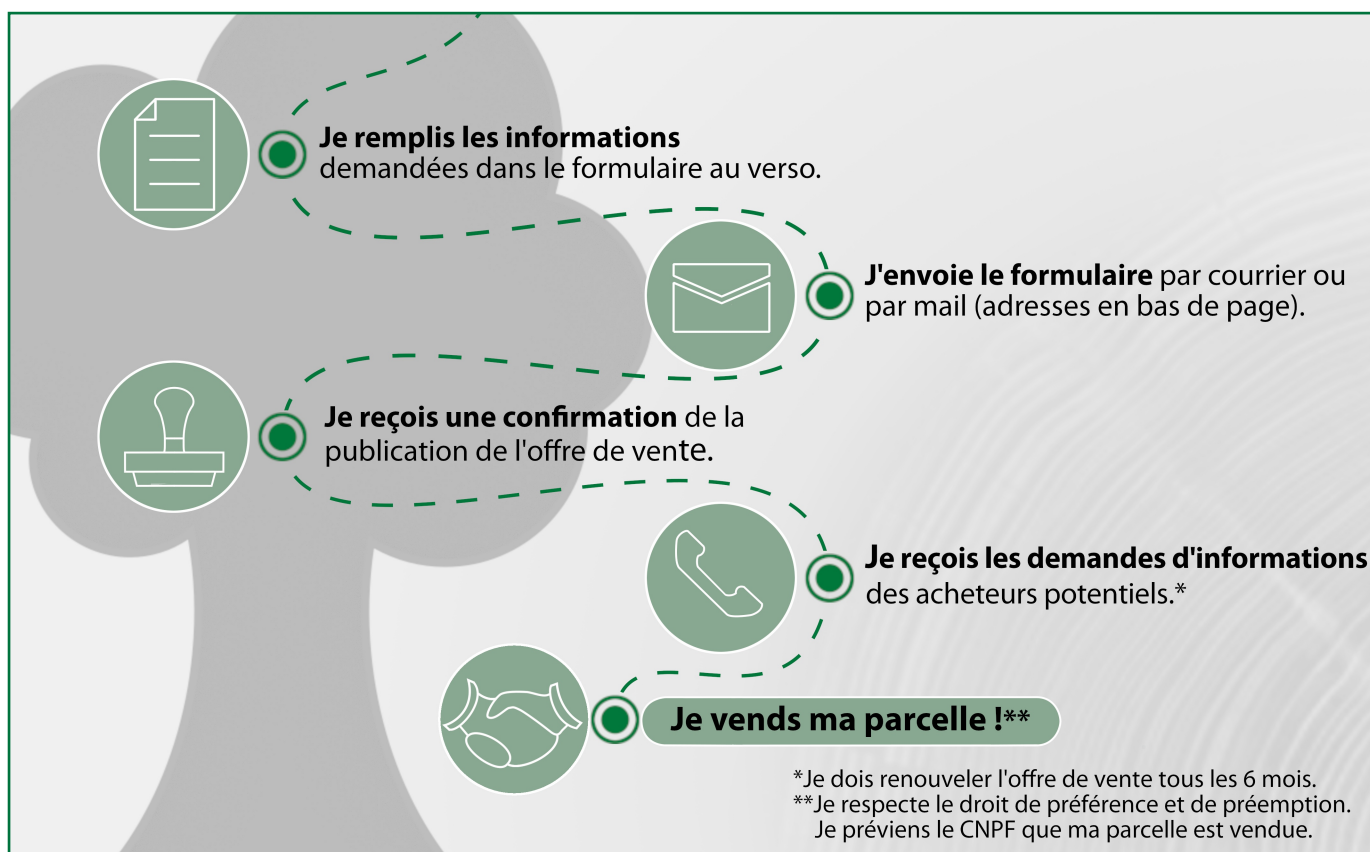 Je remplis les informations
demandées dans le formulaire au verso.
J'envoie le formulaire par courrier ou
par mail (adresses en bas de page).
Je reçois une confirmation de la
publication de l'offre de vente.
Je reçois les demandes d'informations
des acheteurs potentiels.*
Je vends ma parcelle !**
*Je dois renouveler l'offre de vente tous les 6 mois.
**Je respecte le droit de préférence et de préemption.
Je préviens le CNPF que ma parcelle est vendue.